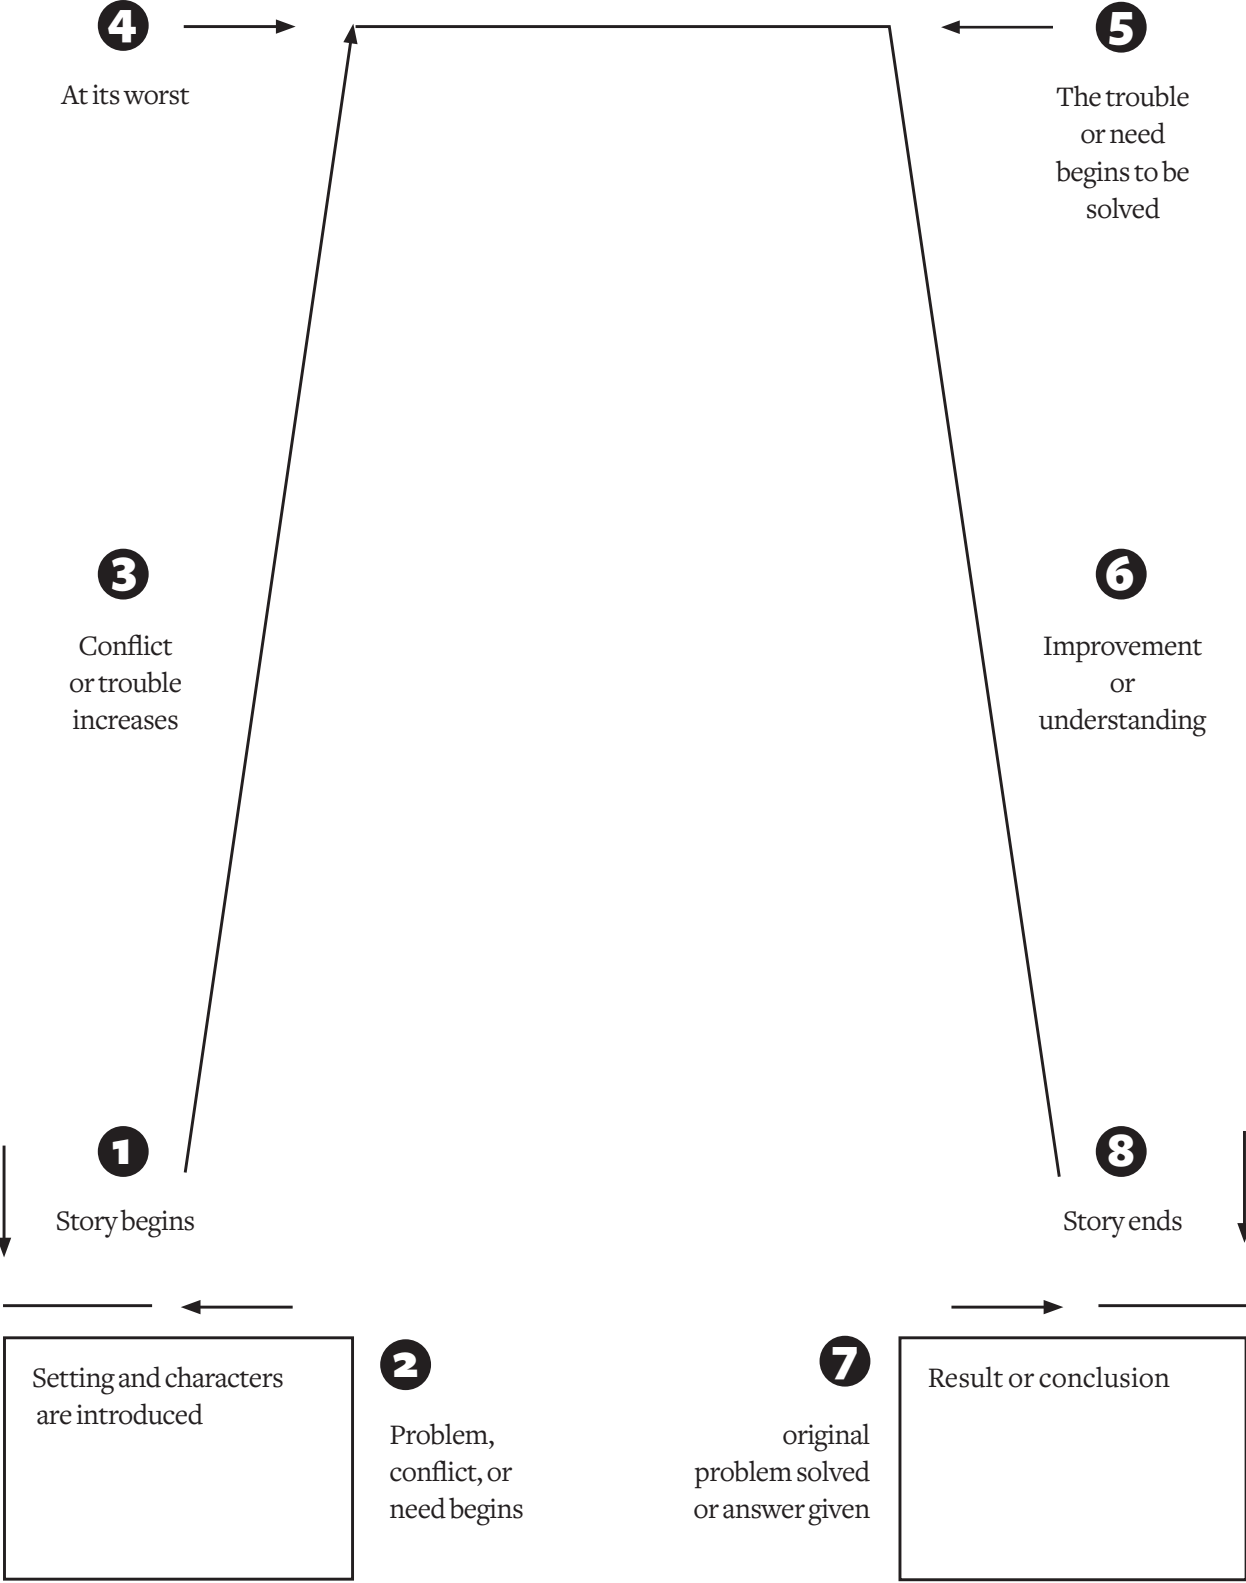 4
At its worst
5
The trouble
or need
begins to be
solved
3
Conflict
or trouble
increases
6
Improvement
or
understanding
1
Story begins
8
Story ends
Setting and characters
are introduced
2
Problem,
conflict, or
need begins
7
original
problem solved
or answer given
Result or conclusion